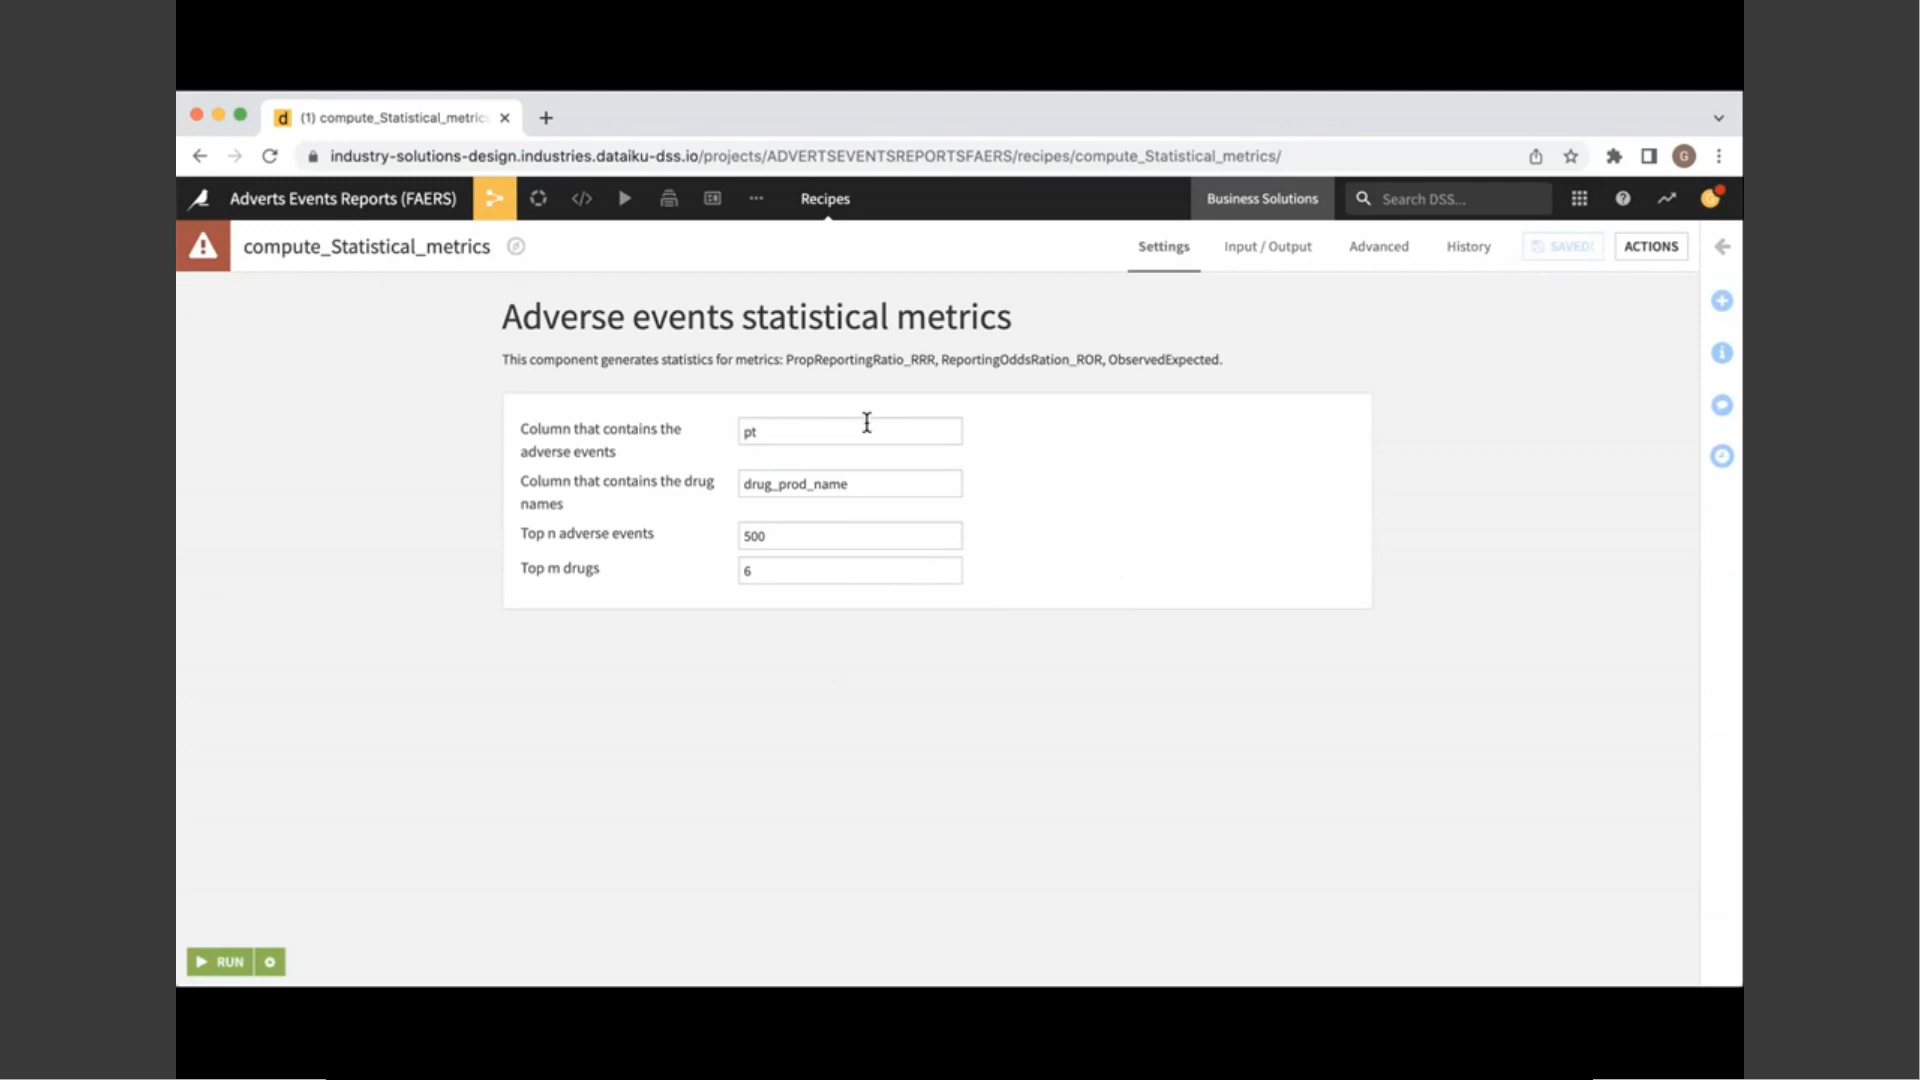 (1) compute_Statistical_metric
industry-solutions-design.industries.dataiku-dss.io/projects/ADVERTSEVENTSREPORTSFAERS/recipes/compute_Statistical_metrics/
G
Adverts Events Reports (FAERS)
Recipes
Business Solutions
Search DSS...
compute_Statistical_metrics
Settings
Input / Output
Advanced
History
SAVED!
ACTIONS
Adverse events statistical metrics
This component generates statistics for metrics: PropReportingRatio_RRR, ReportingOddsRation_ROR, ObservedExpected.
Column that contains the
adverse events
pt
Column that contains the drug
names
drug_prod_name
Top n adverse events
500
Top m drugs
6
RUN